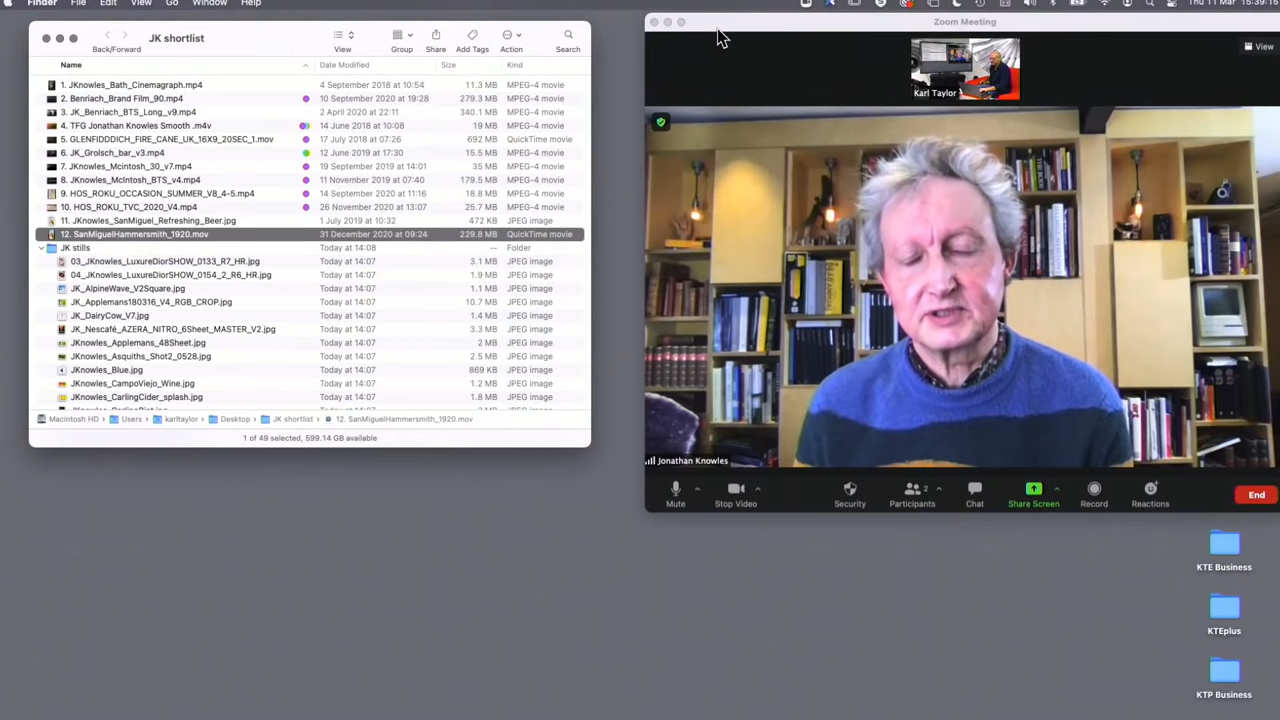 Finder File Edit View Go Window Help Thu 11 Mar 15:39:15
JK shortlist
Back/Forward View Group Share Add Tags Action Search
Name Date Modified Size Kind
1. JKnowles_Bath_Cinemagraph.mp4 4 September 2018 at 10:54 11.3 MB MPEG-4 movie
2. Benriach_Brand Film_90.mp4 10 September 2020 at 19:28 279.3 MB MPEG-4 movie
3. JK_Benriach_BTS_Long_v9.mp4 2 April 2020 at 22:11 340.1 MB MPEG-4 movie
4. TFG Jonathan Knowles Smooth .m4v 14 June 2018 at 10:08 19 MB MPEG-4 movie
5. GLENFIDDDICH_FIRE_CANE_UK_16X9_20SEC_1.mov 17 July 2018 at 07:26 692 MB QuickTime movie
6. JK_Grolsch_bar_v3.mp4 12 June 2019 at 17:30 15.5 MB MPEG-4 movie
7. JKnowles_Mcintosh_30_v7.mp4 19 September 2019 at 14:01 35 MB MPEG-4 movie
8. JKnowles_McIntosh_BTS_v4.mp4 11 November 2019 at 07:40 179.5 MB MPEG-4 movie
9. HOS_ROKU_OCCASION_SUMMER_V8_4-5.mp4 14 September 2020 at 11:16 18.8 MB MPEG-4 movie
10. HOS_ROKU_TVC_2020_V4.mp4 26 November 2020 at 13:07 25.7 MB MPEG-4 movie
11. JKnowles_SanMiguel_Refreshing_Beer.jpg 1 July 2019 at 10:32 472 KB JPEG image
12. SanMiguelHammersmith_1920.mov 31 December 2020 at 09:24 229.8 MB QuickTime movie
JK stills Today at 14:08 -- Folder
03_JKnowles_LuxureDiorSHOW_0133_R7_HR.jpg Today at 14:07 3.1 MB JPEG image
04_JKnowles_LuxureDiorSHOW_0154_2_R6_HR.jpg Today at 14:07 1.9 MB JPEG image
JK_AlpineWave_V2Square.jpg Today at 14:07 1.1 MB JPEG image
JK_Applemans180316_V4_RGB_CROP.jpg Today at 14:07 10.7 MB JPEG image
JK_DairyCow_V7.jpg Today at 14:07 1.4 MB JPEG image
JK_Nescafé_AZERA_NITRO_6Sheet_MASTER_V2.jpg Today at 14:07 3.3 MB JPEG image
JKnowles_Applemans_48Sheet.jpg Today at 14:07 2 MB JPEG image
JKnowles_Asquiths_Shot2_0528.jpg Today at 14:07 2.5 MB JPEG image
JKnowles_Blue.jpg Today at 14:07 869 KB JPEG image
JKnowles_CampoViejo_Wine.jpg Today at 14:07 1.2 MB JPEG image
JKnowles_CarlingCider_splash.jpg Today at 14:07 1.8 MB JPEG image
Macintosh HD Users karltaylor Desktop JK shortlist 12. SanMiguelHammersmith_1920.mov
1 of 49 selected, 599.14 GB available
Zoom Meeting
View
Karl Taylor
Jonathan Knowles
Mute Stop Video Security Participants 2 Chat Share Screen Record Reactions End
KTE Business
KTEplus
KTP Business